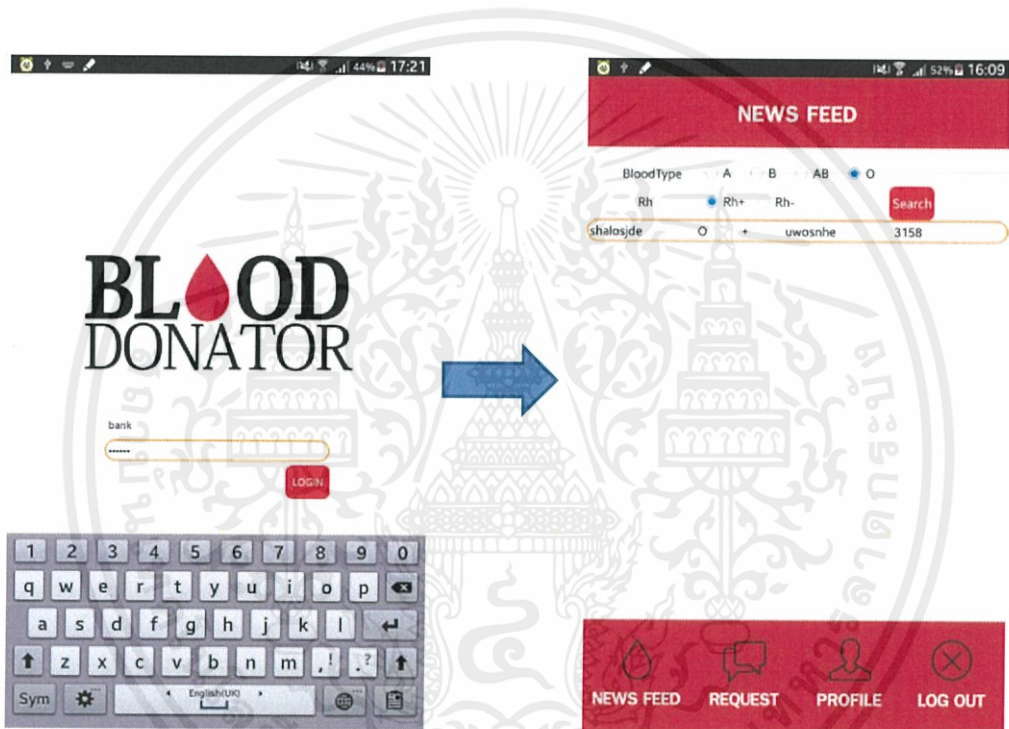 44% 17:21
BLOOD
DONATOR
bank
••••••
LOGIN
1 2 3 4 5 6 7 8 9 0
q w e r t y u i o p
a s d f g h j k l
z x c v b n m ,! .?
Sym English(UK)
52% 16:09
NEWS FEED
BloodType A B AB O
Rh Rh+ Rh- Search
shalosjde O + uwosnhe 3158
NEWS FEED REQUEST PROFILE LOG OUT